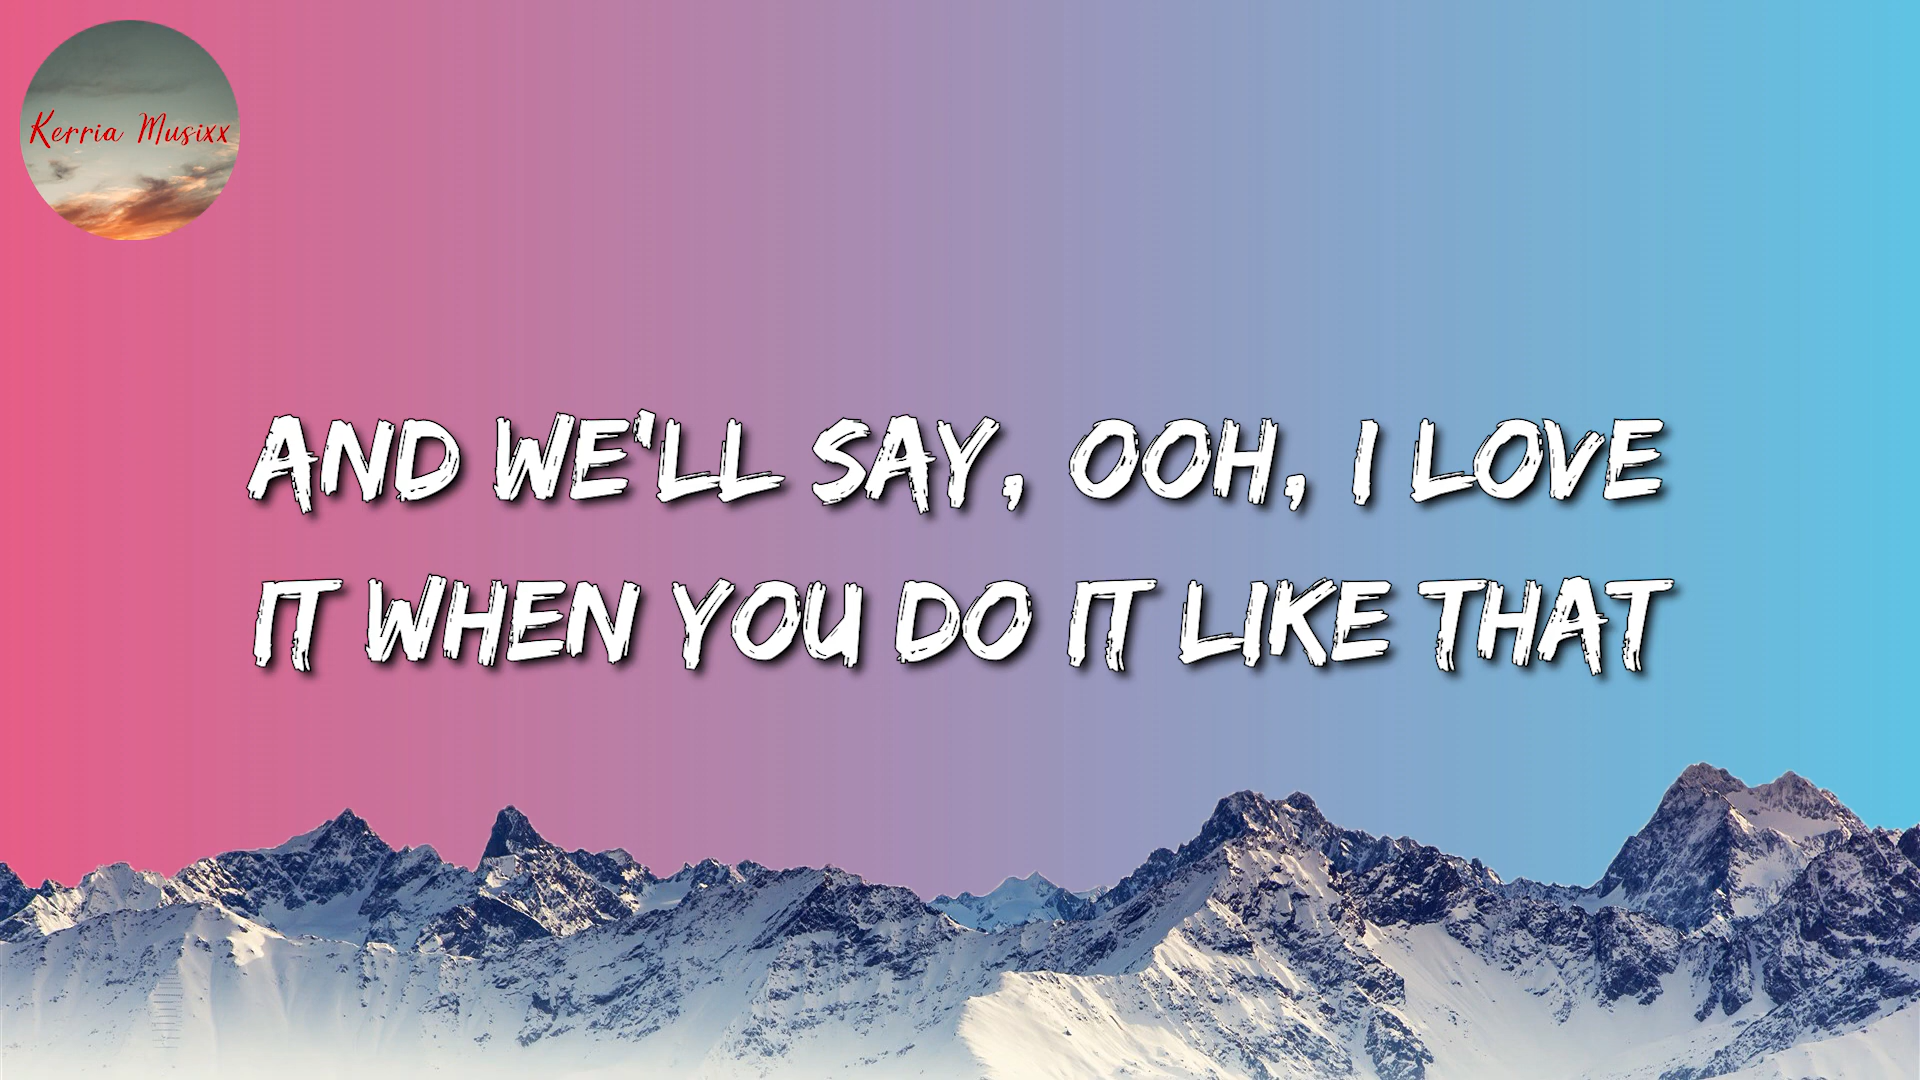 Kerria Musixx
AND WE'LL SAY, OOH, I LOVE
IT WHEN YOU DO IT LIKE THAT